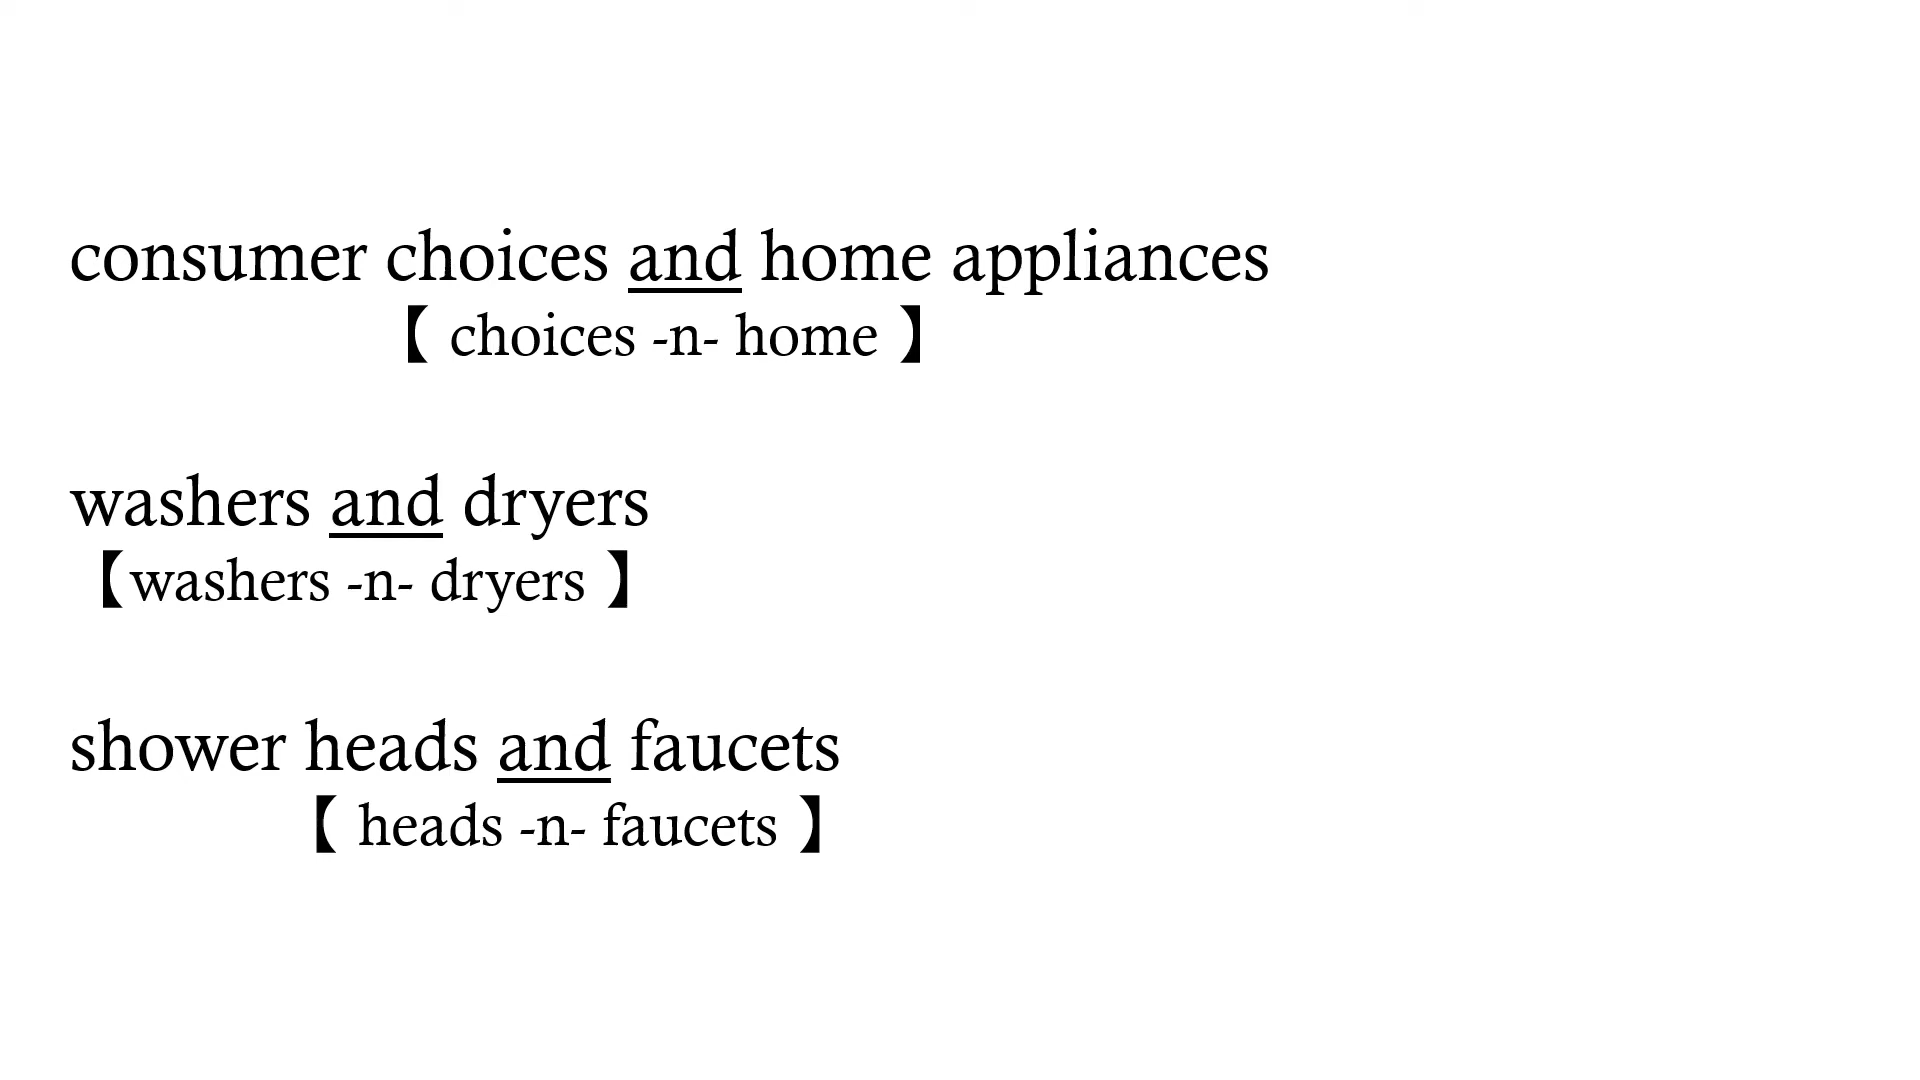 consumer choices and home appliances
【 choices -n- home 】
washers and dryers
【washers -n- dryers 】
shower heads and faucets
【 heads -n- faucets 】